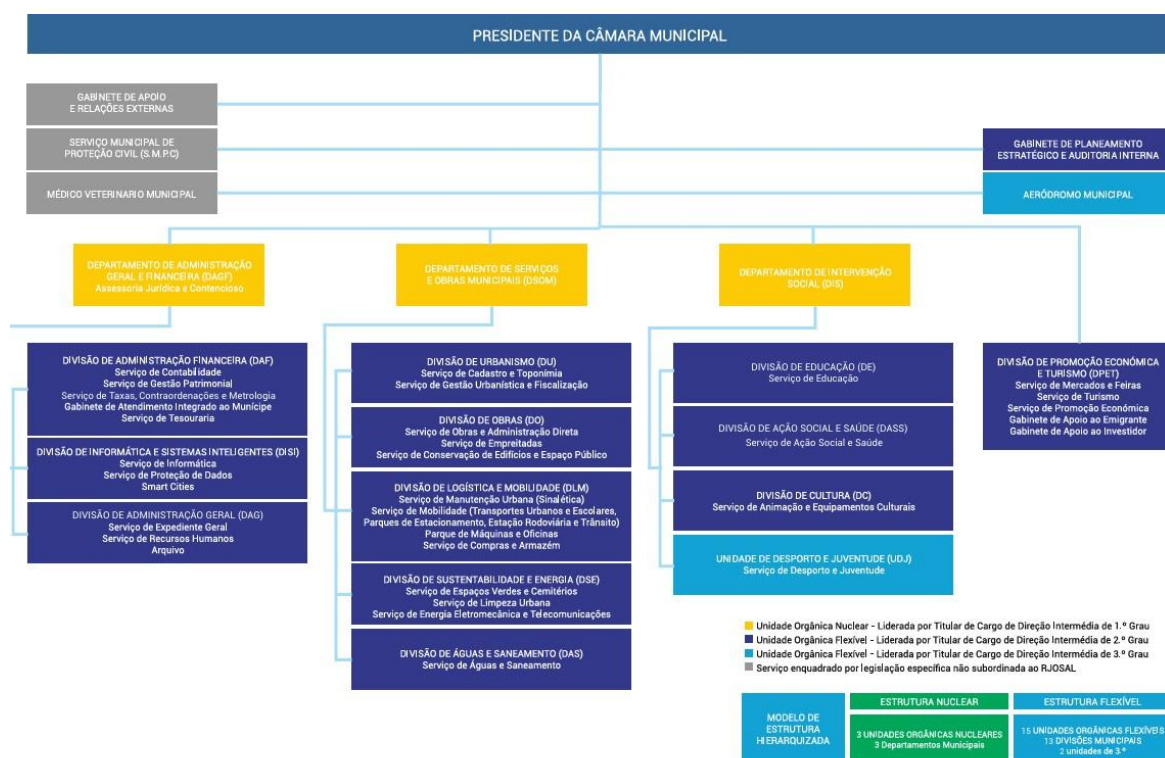 PRESIDENTE DA CÂMARA MUNICIPAL
GABINETE DE APOIO
E RELAÇÕES EXTERNAS
SERVIÇO MUNICIPAL DE
PROTEÇÃO CIVIL (S.M.P.C)
MÉDICO VETERINARIO MUNICIPAL
GABINETE DE PLANEAMENTO
ESTRATÉGICO E AUDITORIA INTERNA
AERÓDROMO MUNICIPAL
DEPARTAMENTO DE ADMINISTRAÇÃO
GERAL E FINANCEIRA (DAGF)
Assessoria Jurídica e Contencioso
DEPARTAMENTO DE SERVIÇOS
E OBRAS MUNICIPAIS (DSOM)
DEPARTAMENTO DE INTERVENÇÃO
SOCIAL (DIS)
DIVISÃO DE ADMINISTRAÇÃO FINANCEIRA (DAF)
Serviço de Contabilidade
Serviço de Gestão Patrimonial
Serviço de Taxas, Contraordenações e Metrologia
Gabinete de Atendimento Integrado ao Munícipe
Serviço de Tesouraria
DIVISÃO DE INFORMÁTICA E SISTEMAS INTELIGENTES (DISI)
Serviço de Informática
Serviço de Proteção de Dados
Smart Cities
DIVISÃO DE ADMINISTRAÇÃO GERAL (DAG)
Serviço de Expediente Geral
Serviço de Recursos Humanos
Arquivo
DIVISÃO DE URBANISMO (DU)
Serviço de Cadastro e Toponímia
Serviço de Gestão Urbanística e Fiscalização
DIVISÃO DE OBRAS (DO)
Serviço de Obras e Administração Direta
Serviço de Empreitadas
Serviço de Conservação de Edifícios e Espaço Público
DIVISÃO DE LOGÍSTICA E MOBILIDADE (DLM)
Serviço de Manutenção Urbana (Sinalética)
Serviço de Mobilidade (Transportes Urbanos e Escolares,
Parques de Estacionamento, Estação Rodoviária e Trânsito)
Parque de Máquinas e Oficinas
Serviço de Compras e Armazém
DIVISÃO DE SUSTENTABILIDADE E ENERGIA (DSE)
Serviço de Espaços Verdes e Cemitérios
Serviço de Limpeza Urbana
Serviço de Energia Eletromecânica e Telecomunicações
DIVISÃO DE ÁGUAS E SANEAMENTO (DAS)
Serviço de Águas e Saneamento
DIVISÃO DE EDUCAÇÃO (DE)
Serviço de Educação
DIVISÃO DE AÇÃO SOCIAL E SAÚDE (DASS)
Serviço de Ação Social e Saúde
DIVISÃO DE CULTURA (DC)
Serviço de Animação e Equipamentos Culturais
UNIDADE DE DESPORTO E JUVENTUDE (UDJ)
Serviço de Desporto e Juventude
DIVISÃO DE PROMOÇÃO ECONÓMICA
E TURISMO (DPET)
Serviço de Mercados e Feiras
Serviço de Turismo
Serviço de Promoção Económica
Gabinete de Apoio ao Emigrante
Gabinete de Apoio ao Investidor
Unidade Orgânica Nuclear - Liderada por Titular de Cargo de Direção Intermédia de 1.º Grau
Unidade Orgânica Flexível - Liderada por Titular de Cargo de Direção Intermédia de 2.º Grau
Unidade Orgânica Flexível - Liderada por Titular de Cargo de Direção Intermédia de 3.º Grau
Serviço enquadrado por legislação específica não subordinada ao RJOSAL
MODELO DE
ESTRUTURA
HIERARQUIZADA
ESTRUTURA NUCLEAR
3 UNIDADES ORGÂNICAS NUCLEARES
3 Departamentos Municipais
ESTRUTURA FLEXÍVEL
15 UNIDADES ORGÂNICAS FLEXÍVEIS
13 DIVISÕES MUNICIPAIS
2 unidades de 3.º